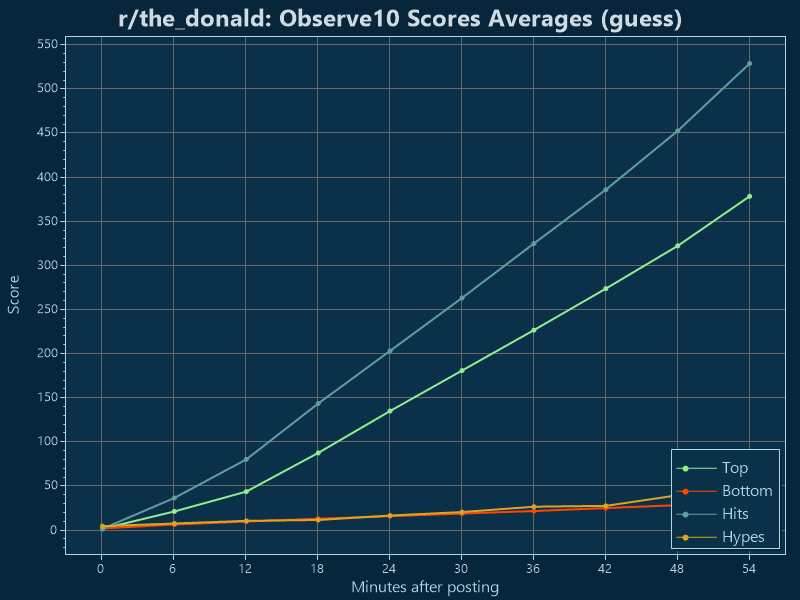 r/the_donald: Observe10 Scores Averages (guess)
550
500
450
400
350
300
250
200
150
100
50
0
Score
0 6 12 18 24 30 36 42 48 54
Minutes after posting
Top
Bottom
Hits
Hypes